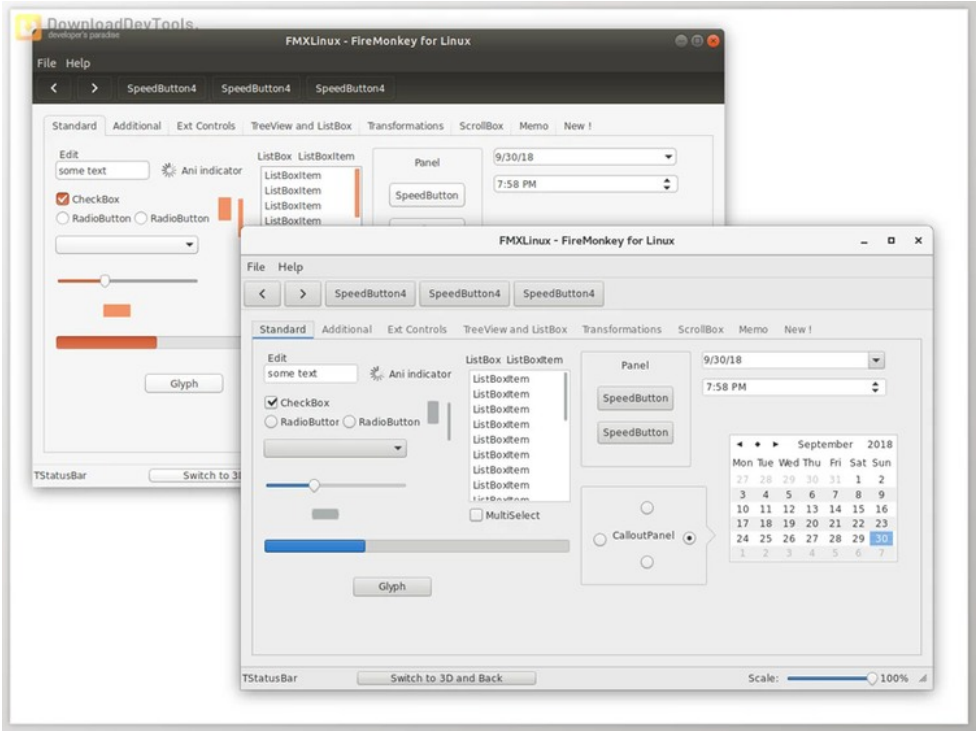 DownloadDevTools.
developer's paradise
FMXLinux - FireMonkey for Linux
File Help
SpeedButton4 SpeedButton4 SpeedButton4
Standard Additional Ext Controls TreeView and ListBox Transformations ScrollBox Memo New !
Edit
some text
Ani indicator
CheckBox
RadioButton RadioButton
ListBox ListBoxItem
ListBoxItem
ListBoxItem
ListBoxItem
ListBoxItem
Panel
SpeedButton
9/30/18
7:58 PM
Glyph
TStatusBar
Switch to 3
FMXLinux - FireMonkey for Linux
File Help
SpeedButton4 SpeedButton4 SpeedButton4
Standard Additional Ext Controls TreeView and ListBox Transformations ScrollBox Memo New !
Edit
some text
Ani indicator
CheckBox
RadioButtor RadioButton
ListBox ListBoxItem
ListBoxItem
ListBoxItem
ListBoxItem
ListBoxItem
ListBoxItem
ListBoxItem
ListBoxItem
ListBoxItem
ListBoxItem
MultiSelect
Glyph
Panel
SpeedButton
SpeedButton
CalloutPanel
9/30/18
7:58 PM
September 2018
Mon Tue Wed Thu Fri Sat Sun
27 28 29 30 31 1 2
3 4 5 6 7 8 9
10 11 12 13 14 15 16
17 18 19 20 21 22 23
24 25 26 27 28 29 30
1 2 3 4 5 6 7
TStatusBar
Switch to 3D and Back
Scale: 100%